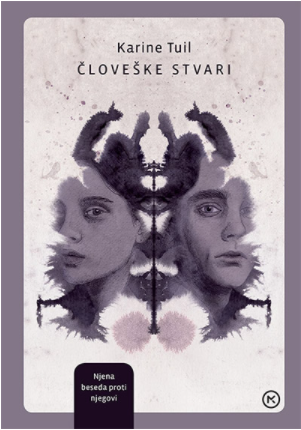 Karine Tuil
ČLOVEŠKE STVARI
Njena
beseda proti
njegovi